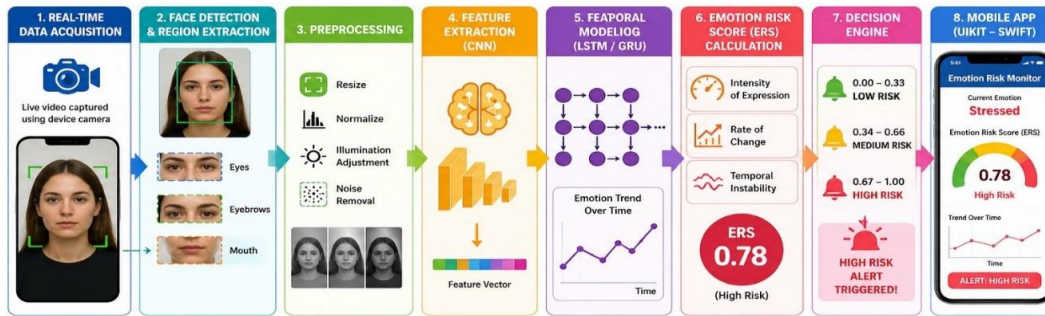 1. REAL-TIME
DATA ACQUISITION
Live video captured
using device camera
2. FACE DETECTION
& REGION EXTRACTION
Eyes
Eyebrows
Mouth
3. PREPROCESSING
Resize
Normalize
Illumination
Adjustment
Noise
Removal
4. FEATURE
EXTRACTION
(CNN)
Feature Vector
5. FEAPORAL
MODELIOG
(LSTM / GRU)
Emotion Trend
Over Time
Time
6. EMOTION RISK
SCORE (ERS)
CALCULATION
Intensity
of Expression
Rate of
Change
Temporal
Instability
ERS
0.78
(High Risk)
7. DECISION
ENGINE
0.00 – 0.33
LOW RISK
0.34 – 0.66
MEDIUM RISK
0.67 – 1.00
HIGH RISK
HIGH RISK
ALERT
TRIGGERED!
8. MOBILE APP
(UIKIT – SWIFT)
Emotion Risk Monitor
Current Emotion
Stressed
Emotion Risk Score (ERS)
0.78
High Risk
Trend Over Time
Time
ALERT: HIGH RISK